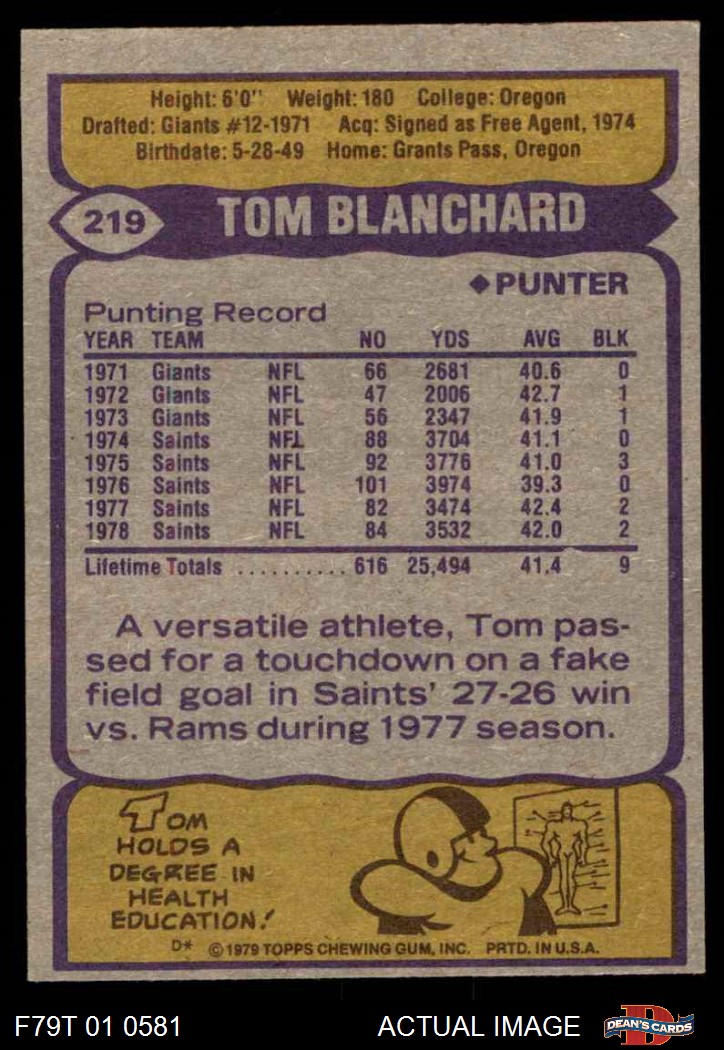 Height: 6'0" Weight: 180 College: Oregon
Drafted: Giants #12-1971 Acq: Signed as Free Agent, 1974
Birthdate: 5-28-49 Home: Grants Pass, Oregon
219 TOM BLANCHARD
◆PUNTER
Punting Record
YEAR TEAM NO YDS AVG BLK
1971 Giants NFL 66 2681 40.6 0
1972 Giants NFL 47 2006 42.7 1
1973 Giants NFL 56 2347 41.9 1
1974 Saints NFL 88 3704 41.1 0
1975 Saints NFL 92 3776 41.0 3
1976 Saints NFL 101 3974 39.3 0
1977 Saints NFL 82 3474 42.4 2
1978 Saints NFL 84 3532 42.0 2
Lifetime Totals .......... 616 25,494 41.4 9
A versatile athlete, Tom pas-
sed for a touchdown on a fake
field goal in Saints' 27-26 win
vs. Rams during 1977 season.
TOM
HOLDS A
DEGREE IN
HEALTH
EDUCATION!
D* ©1979 TOPPS CHEWING GUM, INC. PRTD. IN U.S.A.
F79T 01 0581 ACTUAL IMAGE D DEAN'S CARDS